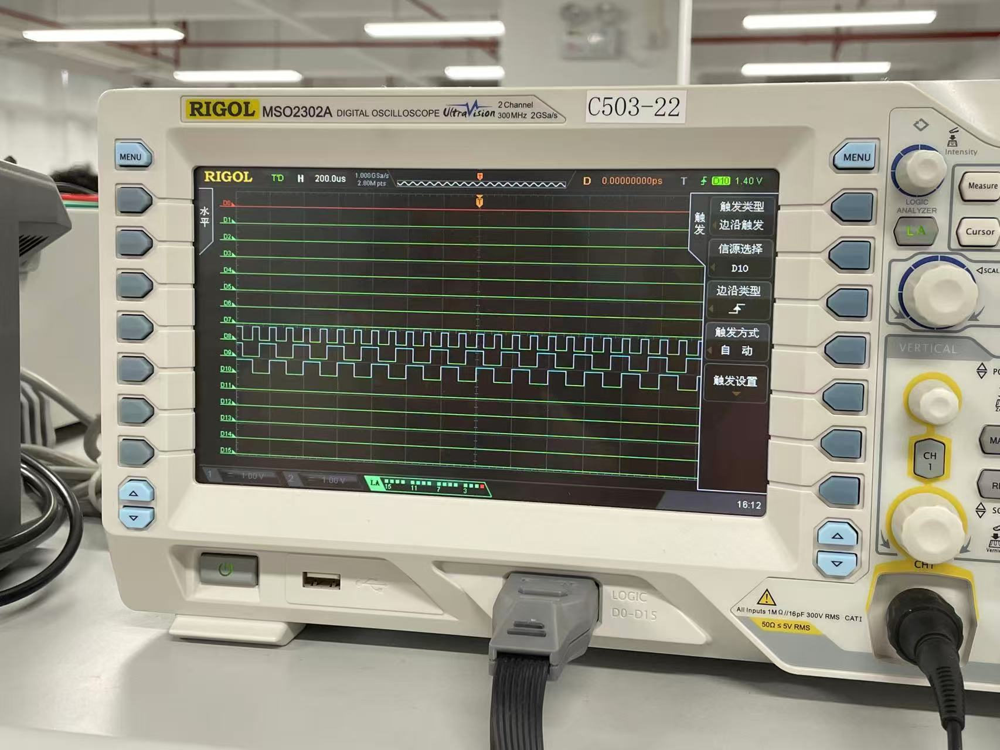 RIGOL MSO2302A DIGITAL OSCILLOSCOPE UltraVision 2 Channel
300MHz 2GSa/s
C503-22
MENU
MENU
Intensity
LOGIC
ANALYZER
LA
Measure
Cursor
SCAL
VERTICAL
CH
1
CH1
RIGOL T'D H 200.0us 1.000GSa/s
2.80M pts
T
D 0.00000000ps T D10 1.40 V
水平
T
D0
D1
D2
D3
D4
D5
D6
D7
D8
D9
D10
D11
D12
D13
D14
D15
触发
触发类型
边沿触发
信源选择
D10
边沿类型
触发方式
自 动
触发设置
1 = 1.00 V 2 = 1.00 V LA 15 11 7 3
16:12
LOGIC
D0-D15
All Inputs 1MΩ//16pF 300V RMS CATI
50Ω ≤ 5V RMS